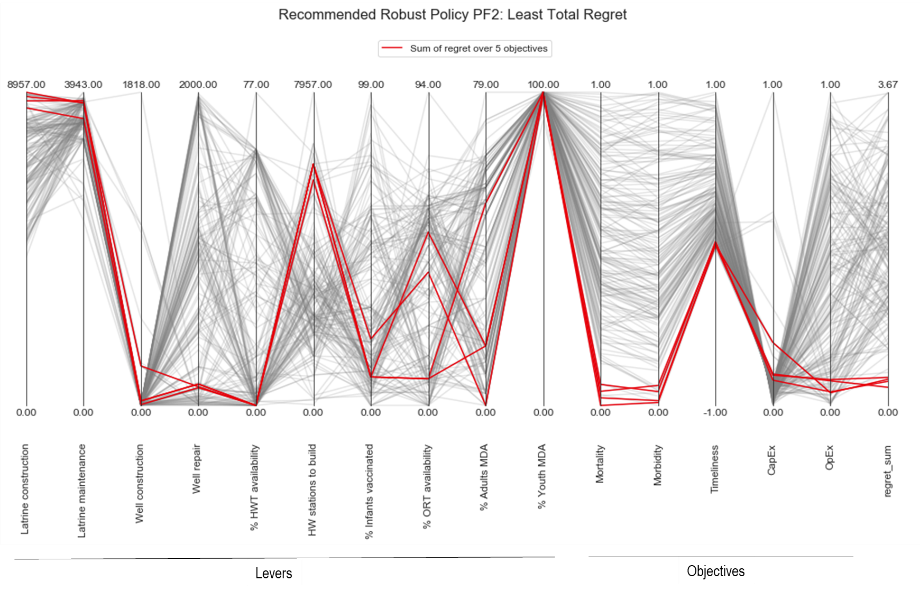 Recommended Robust Policy PF2: Least Total Regret
Sum of regret over 5 objectives
8957.00 3943.00 1818.00 2000.00 77.00 7957.00 99.00 94.00 79.00 100.00 1.00 1.00 1.00 1.00 1.00 3.67
0.00 0.00 0.00 0.00 0.00 0.00 0.00 0.00 0.00 0.00 0.00 0.00 -1.00 0.00 0.00 0.00
Latrine construction
Latrine maintenance
Well construction
Well repair
% HWT availability
HW stations to build
% Infants vaccinated
% ORT availability
% Adults MDA
% Youth MDA
Mortality
Morbidity
Timeliness
CapEx
OpEx
regret_sum
Levers
Objectives